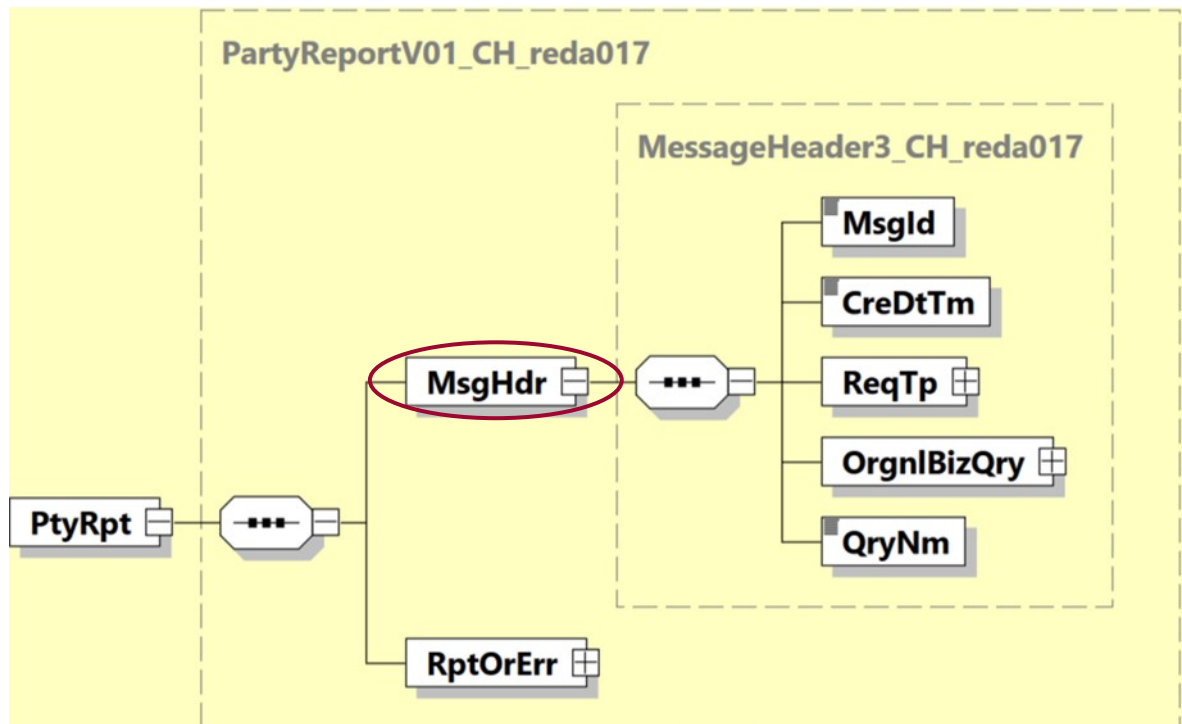 PartyReportV01_CH_reda017
MessageHeader3_CH_reda017
MsgId
CreDtTm
MsgHdr
ReqTp
OrgnlBizQry
PtyRpt
QryNm
RptOrErr